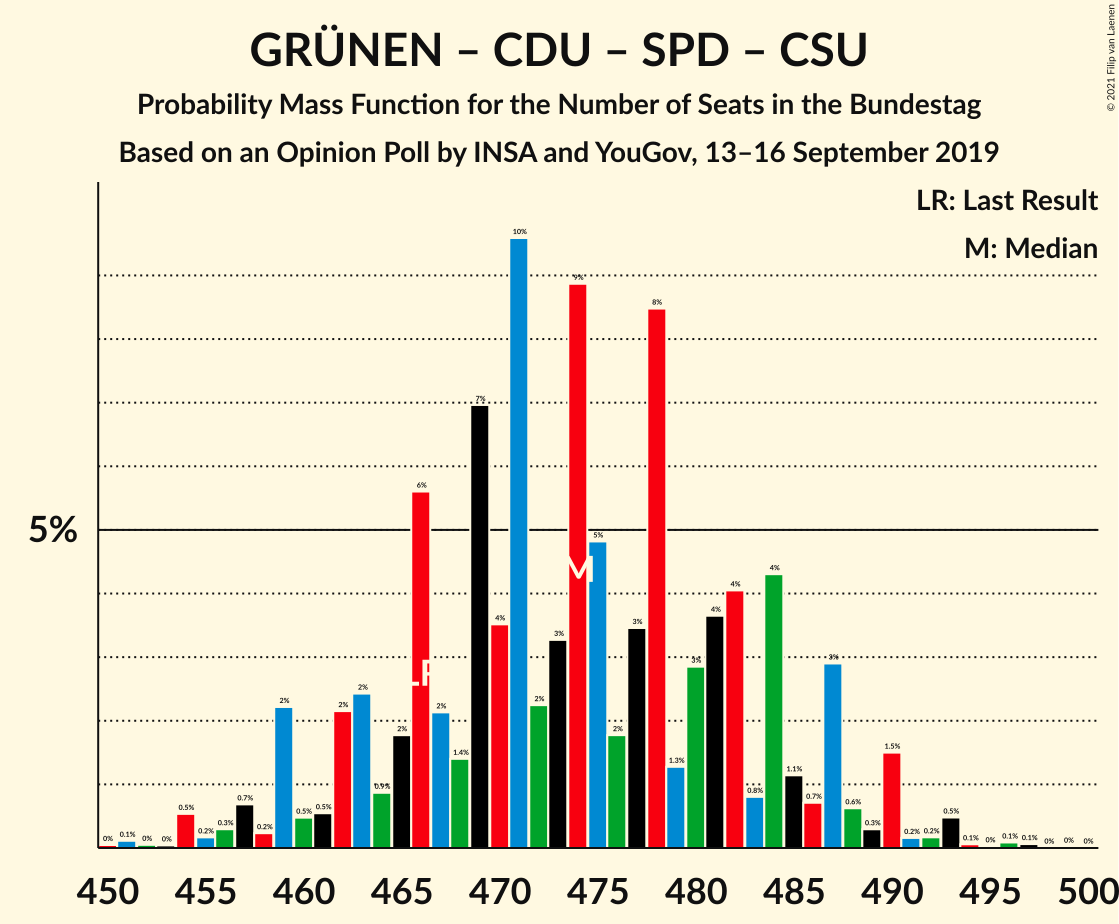 GRÜNEN – CDU – SPD – CSU
Probability Mass Function for the Number of Seats in the Bundestag
Based on an Opinion Poll by INSA and YouGov, 13–16 September 2019
© 2021 Filip van Laenen
LR: Last Result
M: Median
5%
0% 0.1% 0% 0% 0.5% 0.2% 0.3% 0.7% 0.2% 2% 0.5% 0.5% 2% 2% 0.9% 2% 6% 2% 1.4% 7% 4% 10% 2% 3% 9% 5% 2% 3% 8% 1.3% 3% 4% 4% 0.8% 4% 1.1% 0.7% 3% 0.6% 0.3% 1.5% 0.2% 0.2% 0.5% 0.1% 0% 0.1% 0.1% 0% 0% 0%
LR
M
450 455 460 465 470 475 480 485 490 495 500